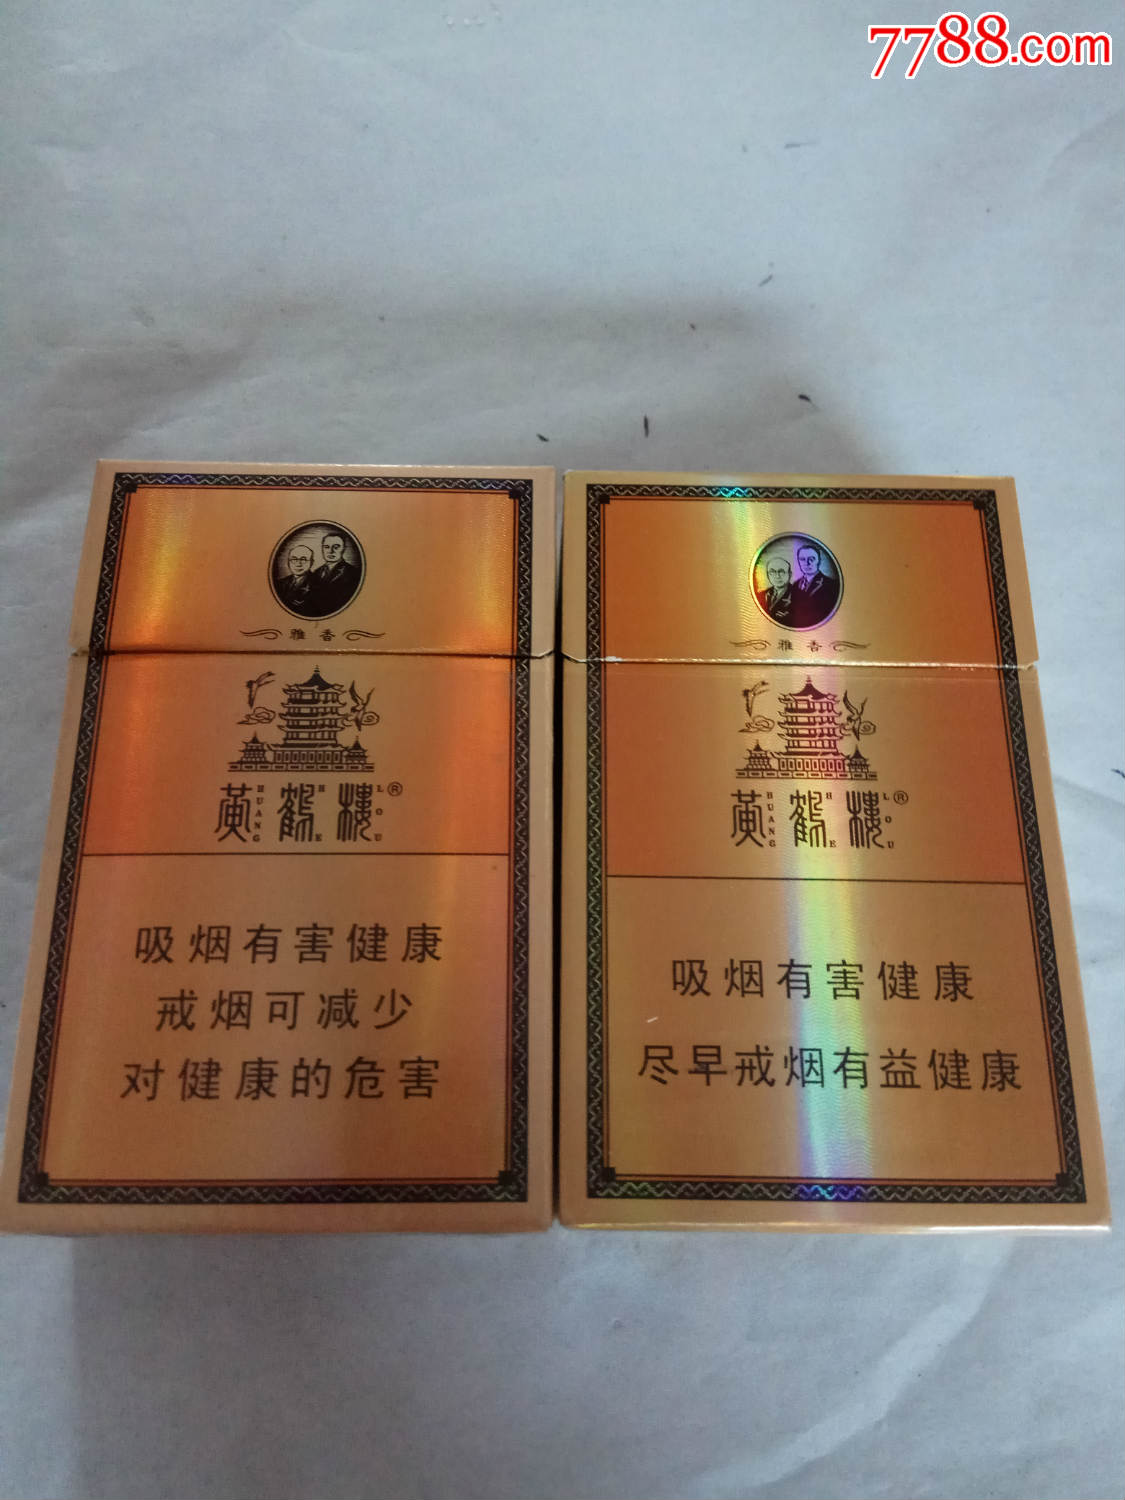 7788.com
雅香
黄鹤楼®
HUANG HE LOU
吸烟有害健康
戒烟可减少
对健康的危害
雅香
黄鹤楼®
HUANG HE LOU
吸烟有害健康
尽早戒烟有益健康